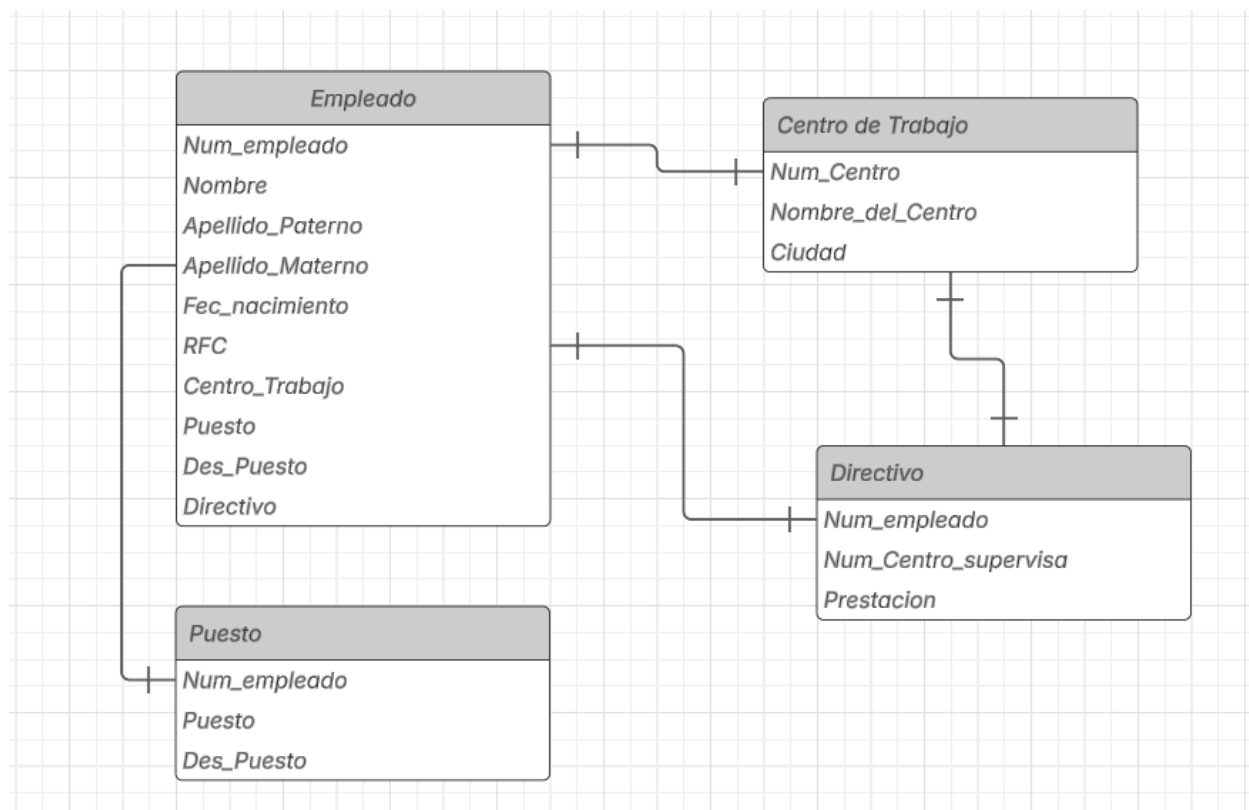 Empleado
Num_empleado
Nombre
Apellido_Paterno
Apellido_Materno
Fec_nacimiento
RFC
Centro_Trabajo
Puesto
Des_Puesto
Directivo
Centro de Trabajo
Num_Centro
Nombre_del_Centro
Ciudad
Directivo
Num_empleado
Num_Centro_supervisa
Prestacion
Puesto
Num_empleado
Puesto
Des_Puesto